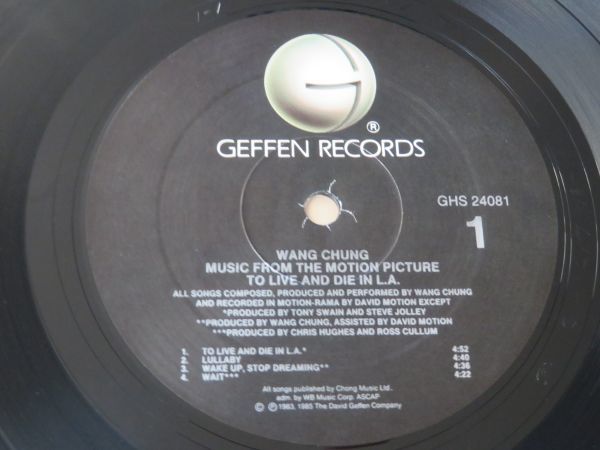 ®
GEFFEN RECORDS
GHS 24081
1
WANG CHUNG
MUSIC FROM THE MOTION PICTURE
TO LIVE AND DIE IN L.A.
ALL SONGS COMPOSED, PRODUCED AND PERFORMED BY WANG CHUNG
AND RECORDED IN MOTION-RAMA BY DAVID MOTION EXCEPT
*PRODUCED BY TONY SWAIN AND STEVE JOLLEY
**PRODUCED BY WANG CHUNG, ASSISTED BY DAVID MOTION
***PRODUCED BY CHRIS HUGHES AND ROSS CULLUM
1. TO LIVE AND DIE IN L.A.* 4:52
2. LULLABY 4:40
3. WAKE UP, STOP DREAMING** 4:36
4. WAIT*** 4:22
All songs published by Chong Music Ltd.,
adm. by WB Music Corp. ASCAP
© ℗ 1983, 1985 The David Geffen Company